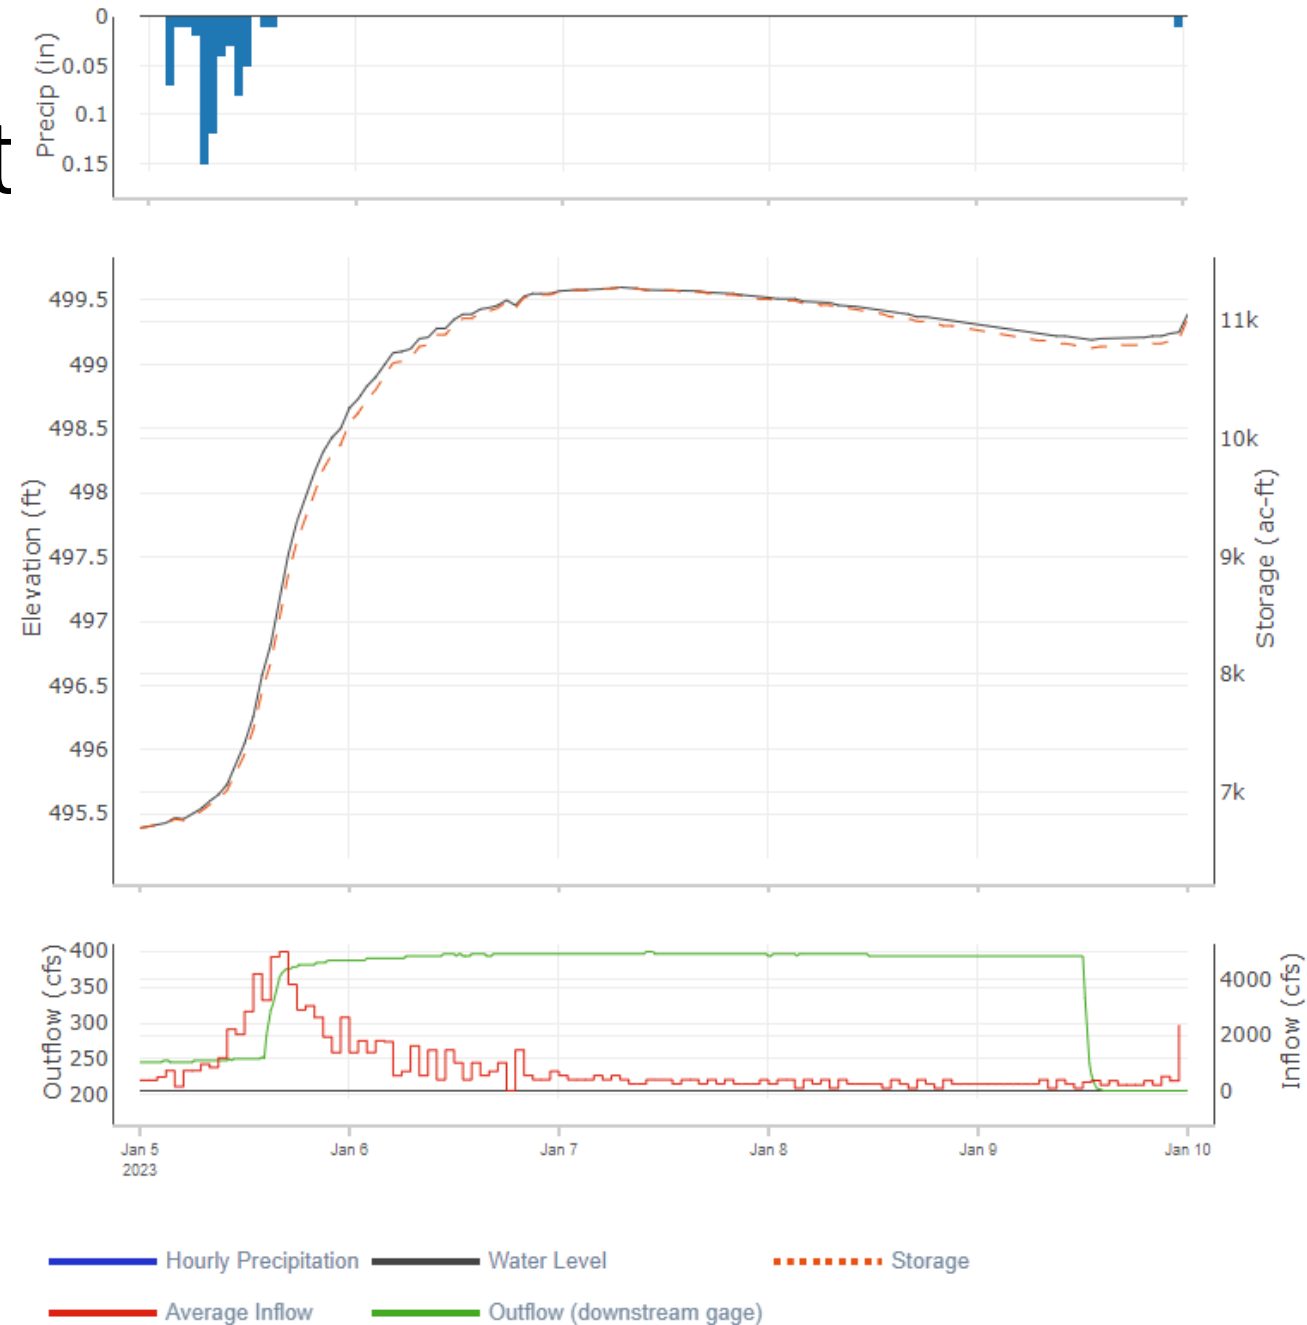 t
Precip (in)
0
0.05
0.1
0.15
Elevation (ft)
499.5
499
498.5
498
497.5
497
496.5
496
495.5
Storage (ac-ft)
11k
10k
9k
8k
7k
Outflow (cfs)
400
350
300
250
200
Inflow (cfs)
4000
2000
0
Jan 5 Jan 6 Jan 7 Jan 8 Jan 9 Jan 10
2023
Hourly Precipitation Water Level Storage
Average Inflow Outflow (downstream gage)